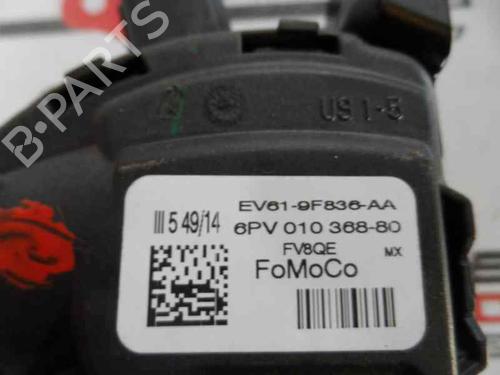 US 1-5
B-PARTS
EV61-9F836-AA
III 5 49/14
6PV 010 368-80
FV8QE
MX
FoMoCo